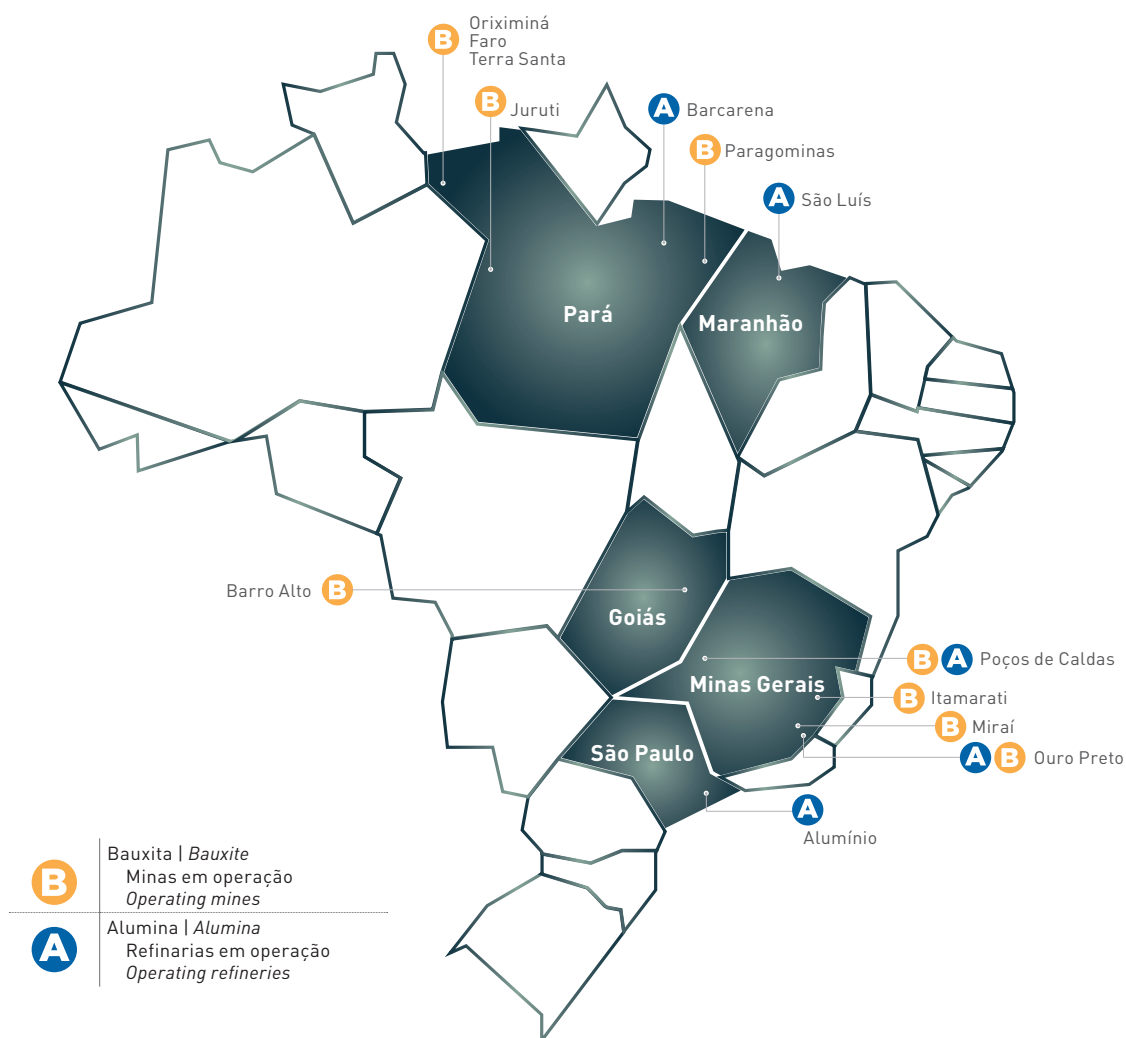 B
Oriximiná
Faro
Terra Santa
B Juruti
A Barcarena
B Paragominas
A São Luís
Pará
Maranhão
Barro Alto B
Goiás
B A Poços de Caldas
Minas Gerais
B Itamarati
B Miraí
São Paulo
A B Ouro Preto
A
Alumínio
B
Bauxita | Bauxite
Minas em operação
Operating mines
A
Alumina | Alumina
Refinarias em operação
Operating refineries